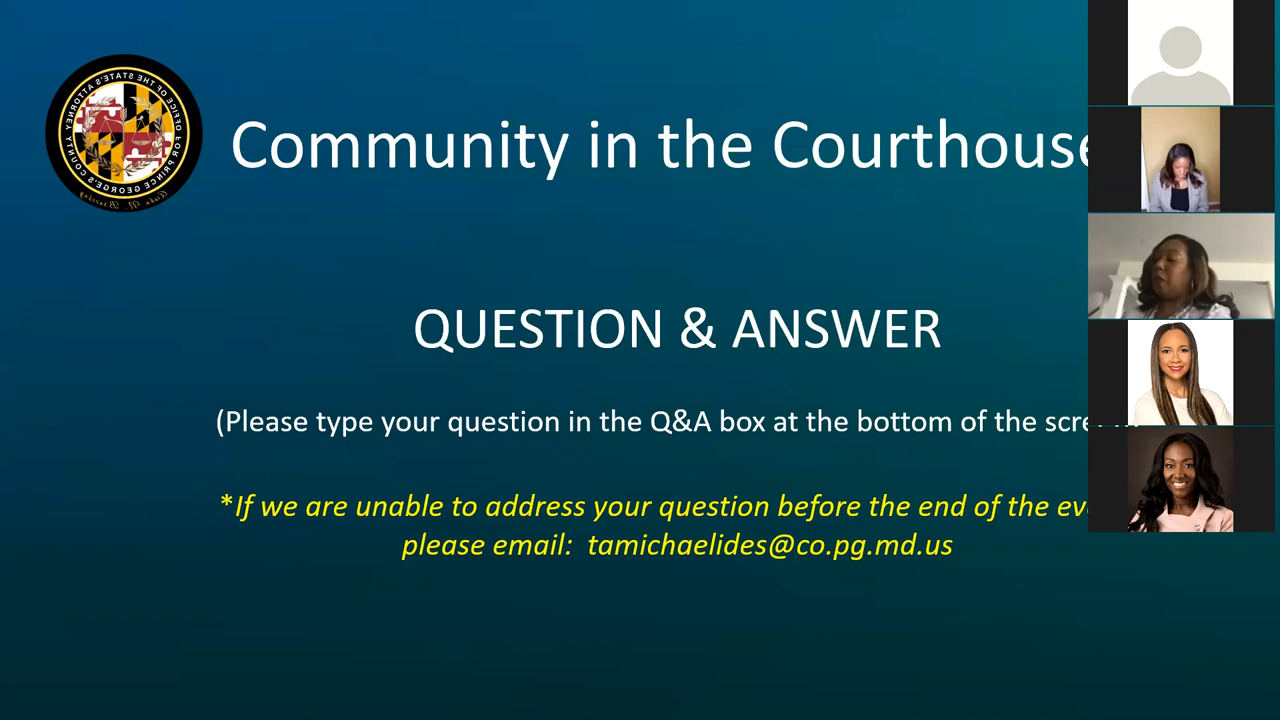 OFFICE OF THE STATE'S ATTORNEY FOR PRINCE GEORGE'S COUNTY
Community in the Courthouse
QUESTION & ANSWER
(Please type your question in the Q&A box at the bottom of the
*If we are unable to address your question before the end of the
please email: tamichaelides@co.pg.md.us